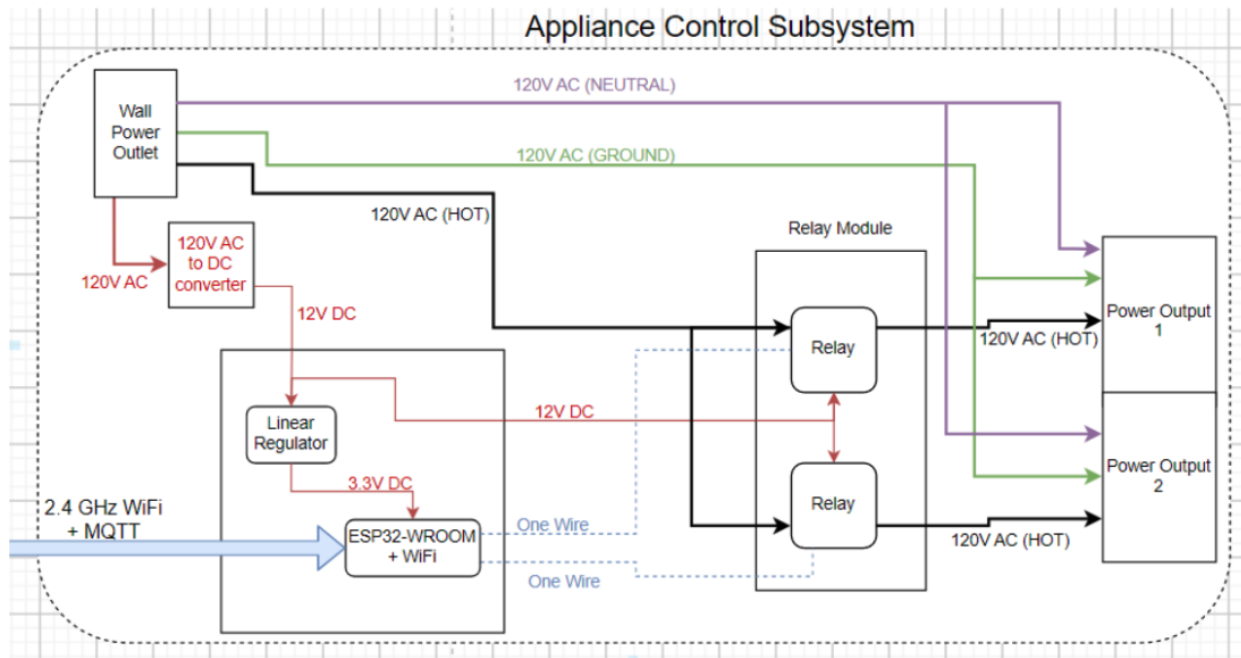 Appliance Control Subsystem
120V AC (NEUTRAL)
Wall
Power
Outlet
120V AC (GROUND)
120V AC (HOT)
Relay Module
120V AC
to DC
converter
120V AC
12V DC
Relay
120V AC (HOT)
Power Output
1
Linear
Regulator
12V DC
3.3V DC
Relay
Power Output
2
2.4 GHz WiFi
+ MQTT
ESP32-WROOM
+ WiFi
One Wire
One Wire
120V AC (HOT)